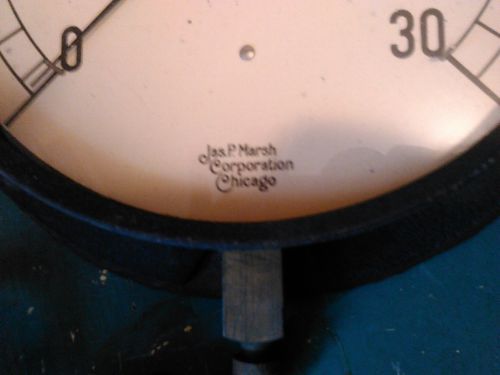 0
30
Jas. P. Marsh
Corporation
Chicago